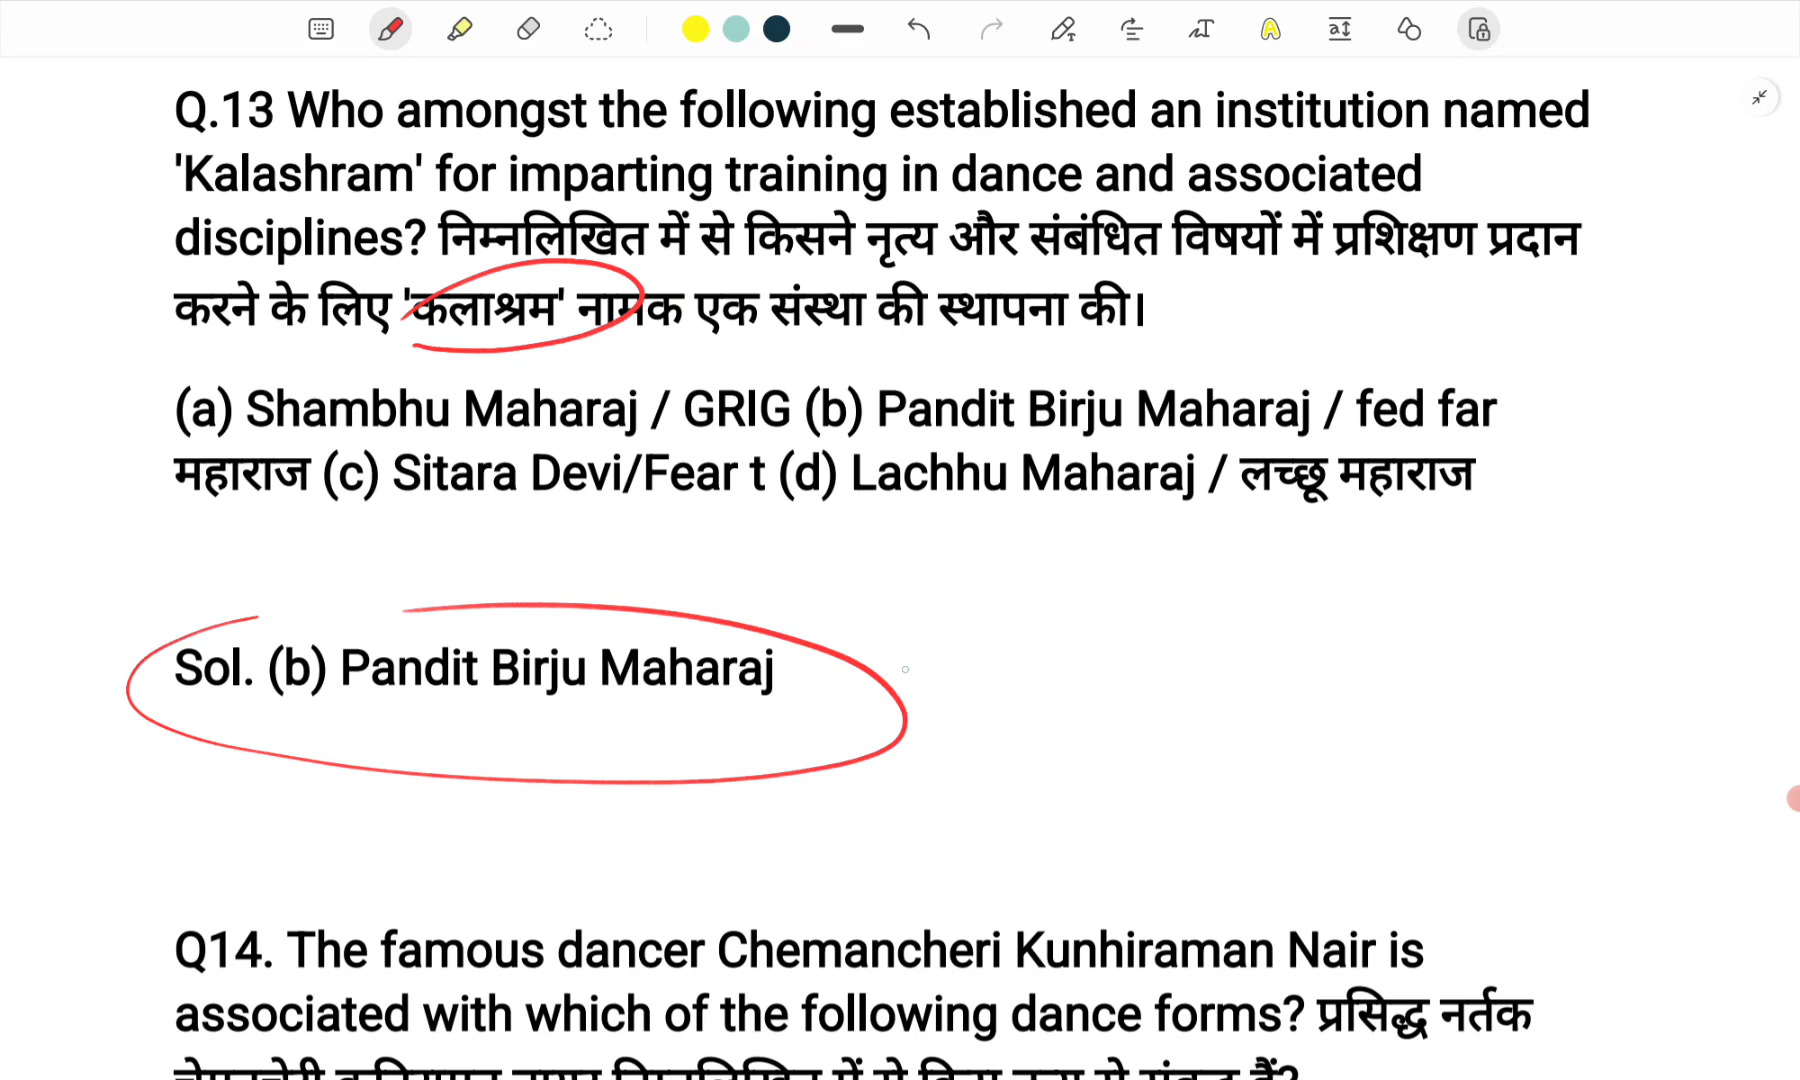 Q.13 Who amongst the following established an institution named
'Kalashram' for imparting training in dance and associated
disciplines? निम्नलिखित में से किसने नृत्य और संबंधित विषयों में प्रशिक्षण प्रदान
करने के लिए 'कलाश्रम' नामक एक संस्था की स्थापना की।
(a) Shambhu Maharaj / GRIG (b) Pandit Birju Maharaj / fed far
महाराज (c) Sitara Devi/Fear t (d) Lachhu Maharaj / लच्छू महाराज
Sol. (b) Pandit Birju Maharaj
Q14. The famous dancer Chemancheri Kunhiraman Nair is
associated with which of the following dance forms? प्रसिद्ध नर्तक